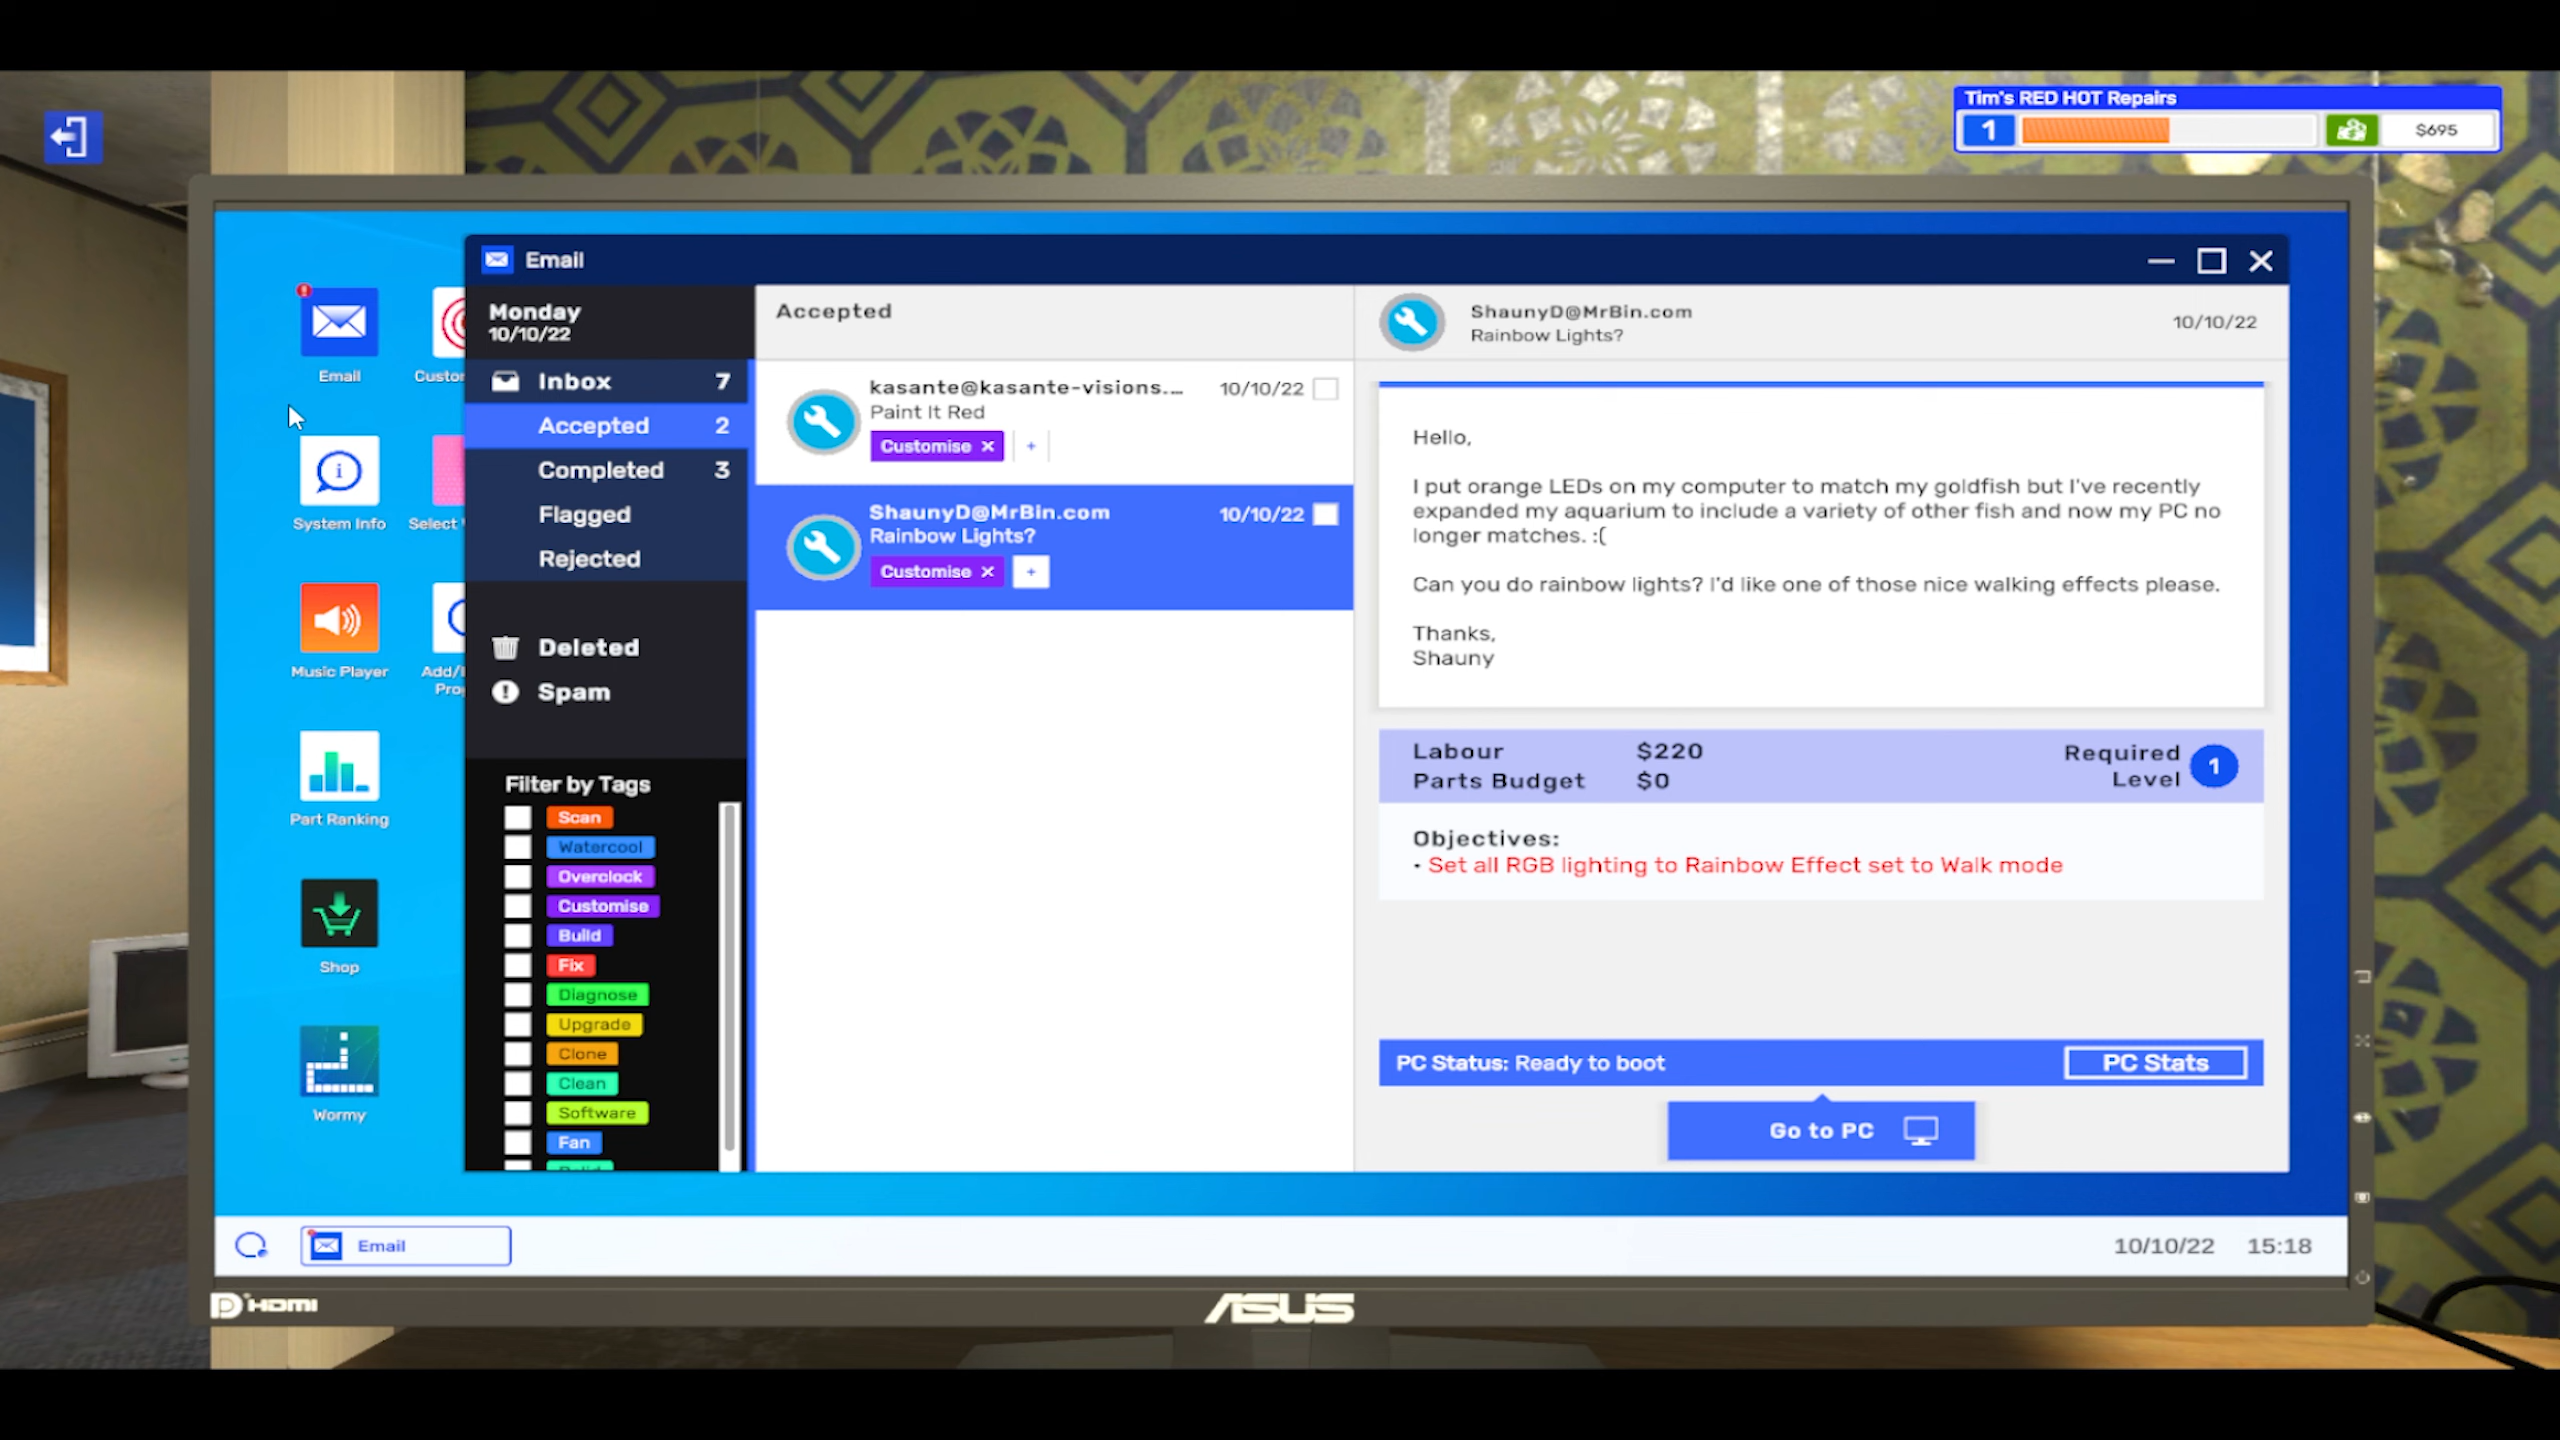 Tim's RED HOT Repairs
1
$695
Email
Monday
10/10/22
Inbox 7
Accepted 2
Completed 3
Flagged
Rejected
Deleted
Spam
Filter by Tags
Scan
Watercool
Overclock
Customise
Build
Fix
Diagnose
Upgrade
Clone
Clean
Software
Fan
Accepted
kasante@kasante-visions.... 10/10/22
Paint It Red
Customise × +
ShaunyD@MrBin.com 10/10/22
Rainbow Lights?
Customise × +
ShaunyD@MrBin.com
Rainbow Lights?
10/10/22
Hello,
I put orange LEDs on my computer to match my goldfish but I've recently
expanded my aquarium to include a variety of other fish and now my PC no
longer matches. :(
Can you do rainbow lights? I'd like one of those nice walking effects please.
Thanks,
Shauny
Labour $220
Parts Budget $0
Required
Level 1
Objectives:
• Set all RGB lighting to Rainbow Effect set to Walk mode
PC Status: Ready to boot
PC Stats
Go to PC
Email
System Info
Music Player
Part Ranking
Shop
Wormy
Custo
Select
Add/
Pro
Email
10/10/22 15:18
HDMI
ASUS